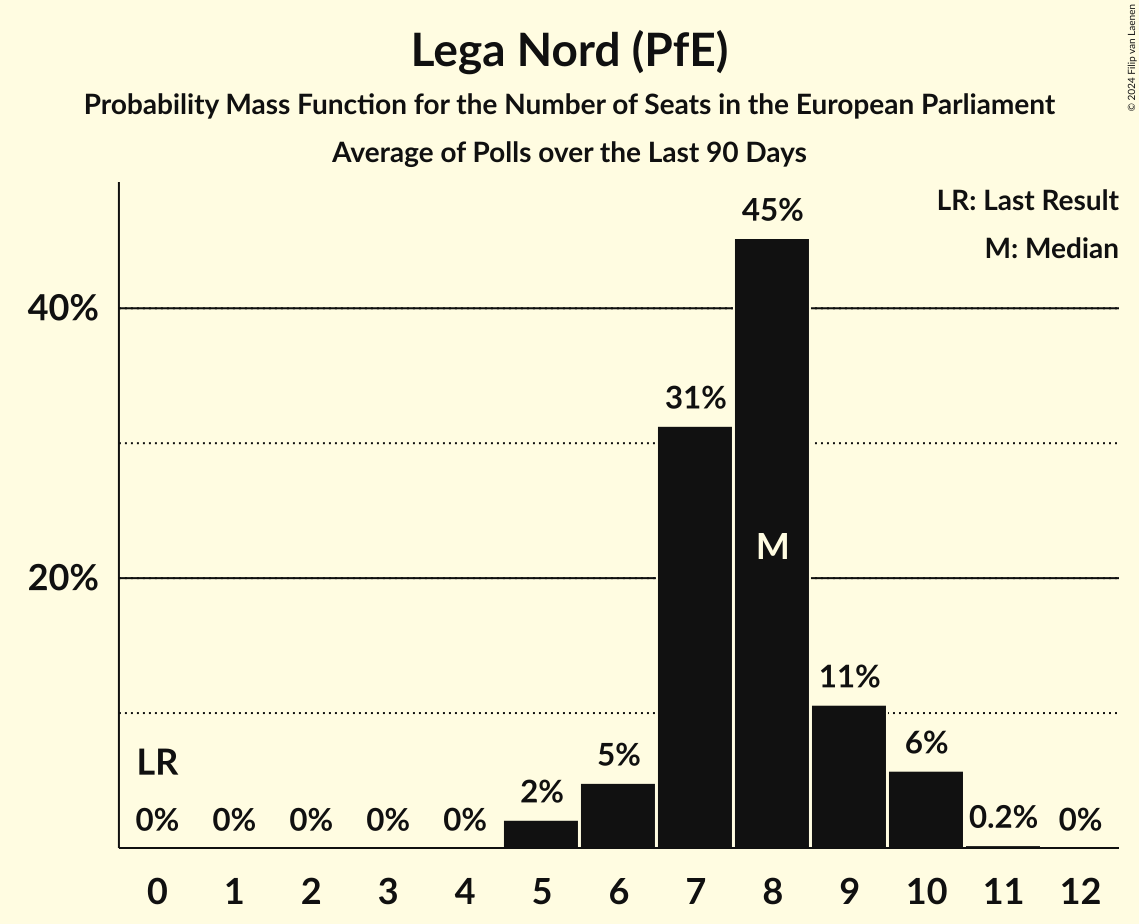 Lega Nord (PfE)
Probability Mass Function for the Number of Seats in the European Parliament
Average of Polls over the Last 90 Days
© 2024 Filip van Laenen
LR: Last Result
M: Median
45%
40%
31%
M
20%
11%
LR
5%
6%
2%
0% 0% 0% 0% 0% 0.2% 0%
0 1 2 3 4 5 6 7 8 9 10 11 12